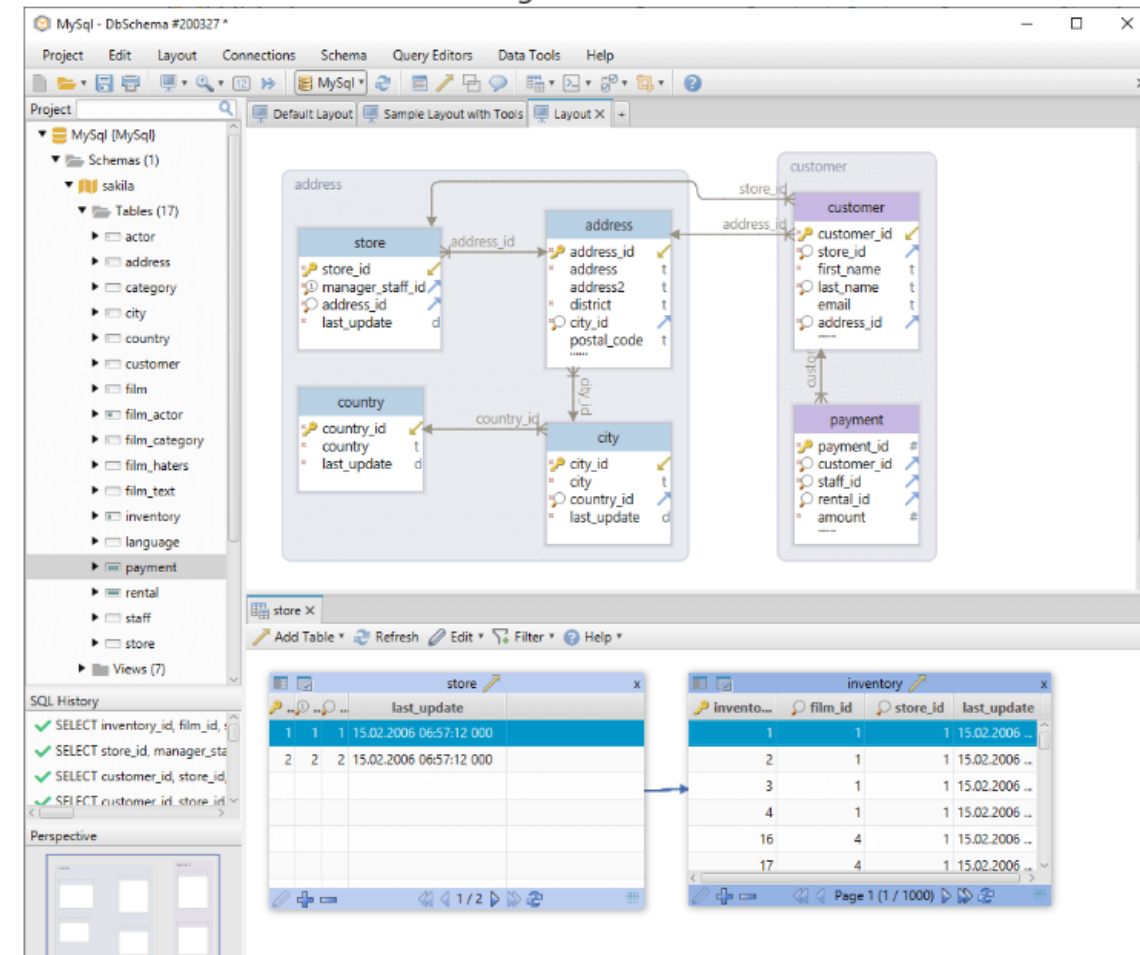 MySql - DbSchema #200327 *
Project Edit Layout Connections Schema Query Editors Data Tools Help
MySql
Project
Default Layout Sample Layout with Tools Layout +
MySql (MySql)
Schemas (1)
sakila
Tables (17)
actor
address
category
city
country
customer
film
film_actor
film_category
film_haters
film_text
inventory
language
payment
rental
staff
store
Views (7)
address
store
store_id
manager_staff_id
address_id
last_update d
address_id
address
address_id
address t
address2 t
district t
city_id
postal_code t
country
country_id
country t
last_update d
country_id
city_id
city
city_id
city t
country_id
last_update d
customer
store_id
address_id
customer
customer_id
store_id
first_name t
last_name t
email t
address_id
payment
payment_id #
customer_id
staff_id
rental_id
amount #
SQL History
SELECT inventory_id, film_id,
SELECT store_id, manager_sta
SELECT customer_id, store_id,
SELECT customer_id, store_id
Perspective
store
Add Table Refresh Edit Filter Help
store x
last_update
1 1 1 15.02.2006 06:57:12 000
2 2 2 15.02.2006 06:57:12 000
1 / 2
inventory x
invento... film_id store_id last_update
1 1 1 15.02.2006 ...
2 1 1 15.02.2006 ...
3 1 1 15.02.2006 ...
4 1 1 15.02.2006 ...
16 4 1 15.02.2006 ...
17 4 1 15.02.2006 ...
Page 1 (1 / 1000)